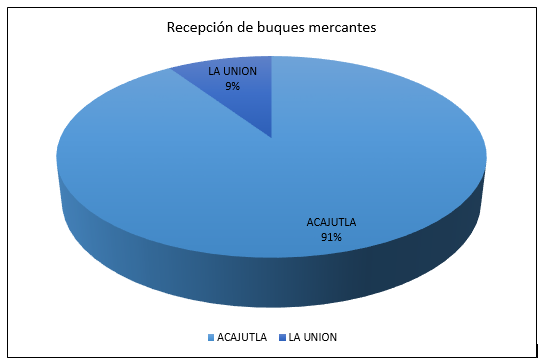 Recepción de buques mercantes
LA UNION
9%
ACAJUTLA
91%
ACAJUTLA LA UNION